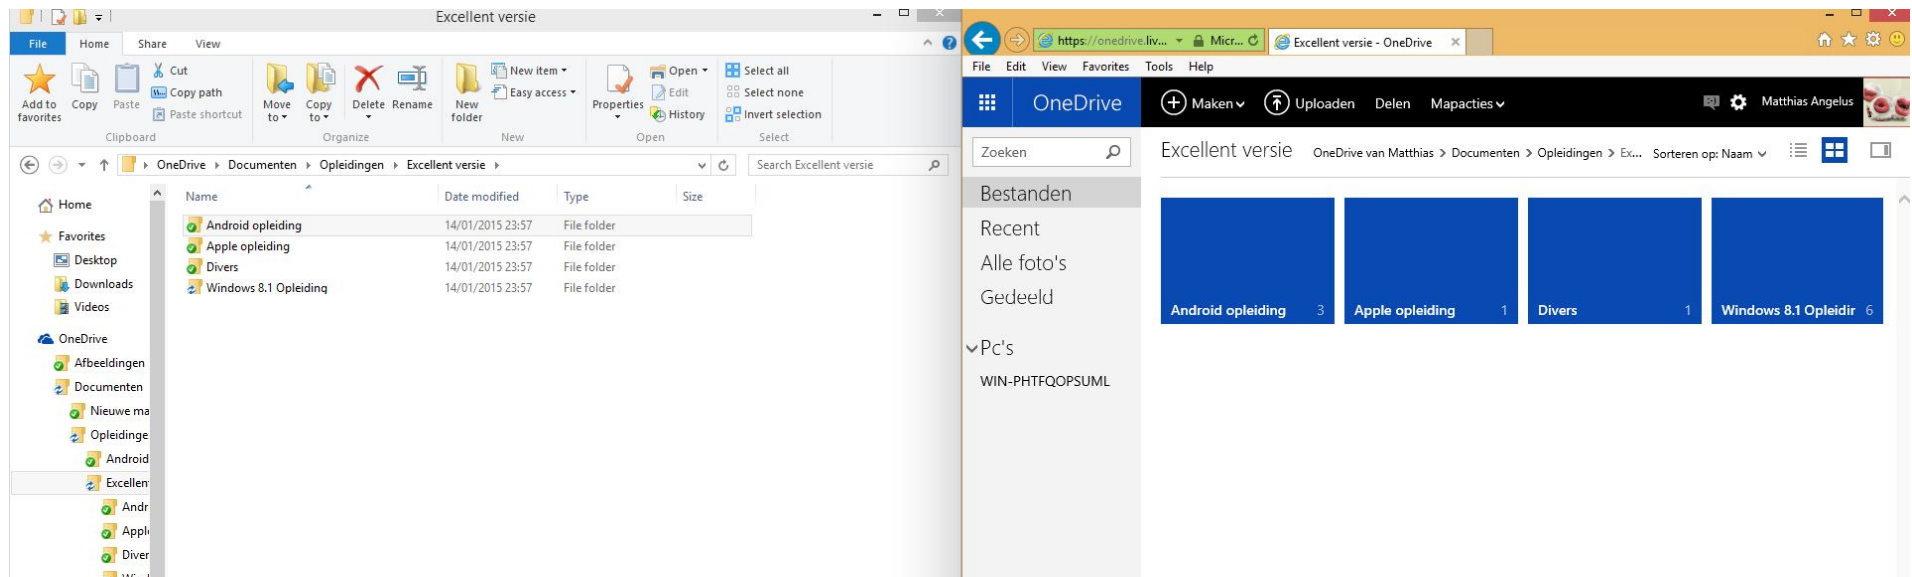 Excellent versie
File Home Share View
Add to favorites
Copy
Paste
Cut
Copy path
Paste shortcut
Clipboard
Move to
Copy to
Delete
Rename
Organize
New folder
New item
Easy access
New
Properties
Open
Edit
History
Open
Select all
Select none
Invert selection
Select
OneDrive Documenten Opleidingen Excellent versie
Search Excellent versie
Home
Favorites
Desktop
Downloads
Videos
OneDrive
Afbeeldingen
Documenten
Nieuwe ma
Opleidinge
Android
Excellen
Andr
Appl
Diver
Name Date modified Type Size
Android opleiding 14/01/2015 23:57 File folder
Apple opleiding 14/01/2015 23:57 File folder
Divers 14/01/2015 23:57 File folder
Windows 8.1 Opleiding 14/01/2015 23:57 File folder
https://onedrive.liv... Micr... Excellent versie - OneDrive
File Edit View Favorites Tools Help
OneDrive Maken Uploaden Delen Mapacties Matthias Angelus
Zoeken
Excellent versie OneDrive van Matthias > Documenten > Opleidingen > Ex... Sorteren op: Naam
Bestanden
Recent
Alle foto's
Gedeeld
Pc's
WIN-PHTFQOPSUML
Android opleiding 3
Apple opleiding 1
Divers 1
Windows 8.1 Opleidir 6